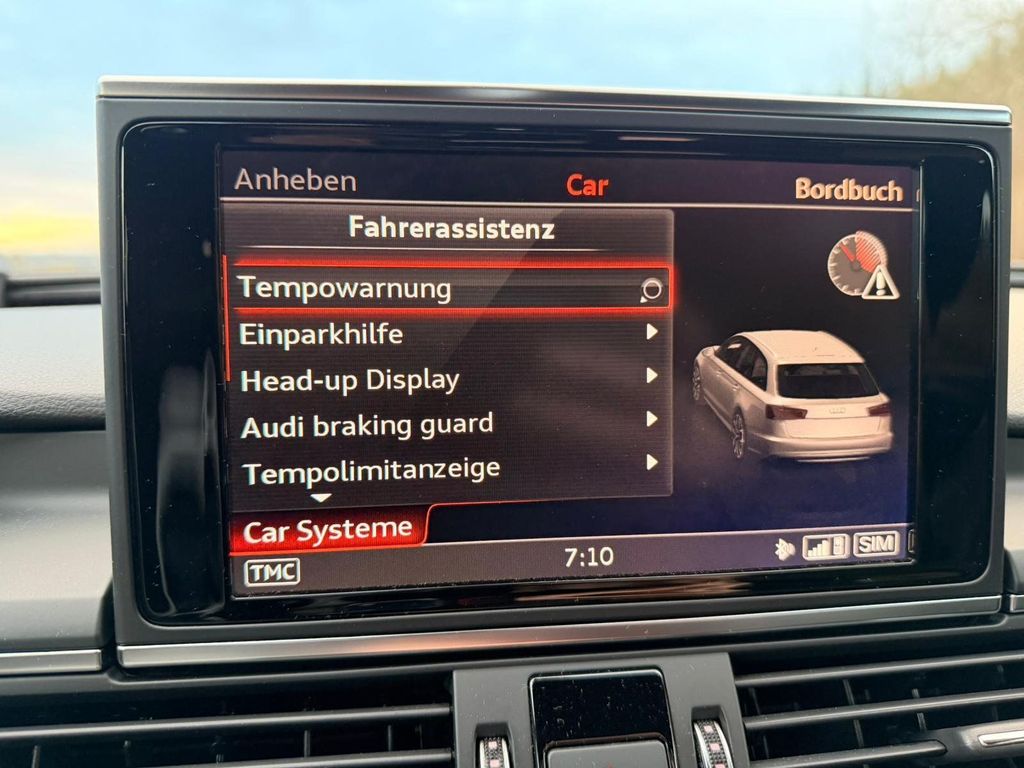 Anheben Car Bordbuch
Fahrerassistenz
Tempowarnung
Einparkhilfe
Head-up Display
Audi braking guard
Tempolimitanzeige
Car Systeme
TMC 7:10 SIM